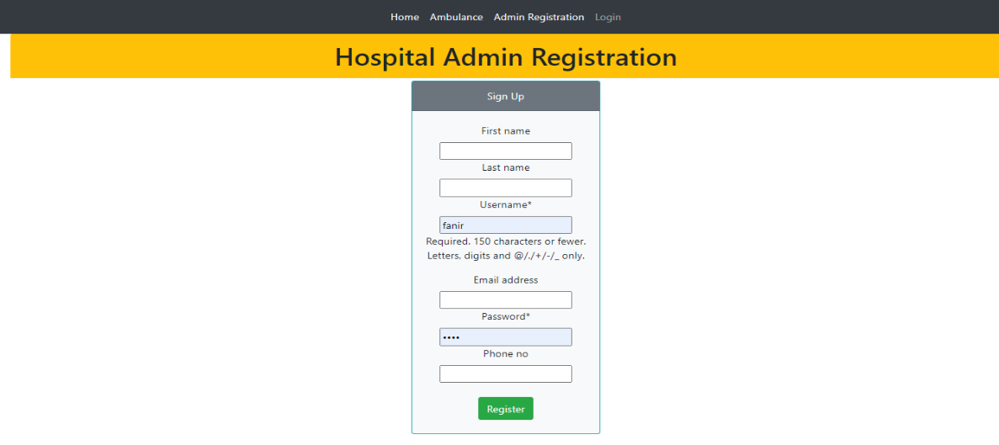 Home Ambulance Admin Registration Login
Hospital Admin Registration
Sign Up
First name
Last name
Username*
fanir
Required. 150 characters or fewer.
Letters, digits and @/./+/-/_ only.
Email address
Password*
••••
Phone no
Register